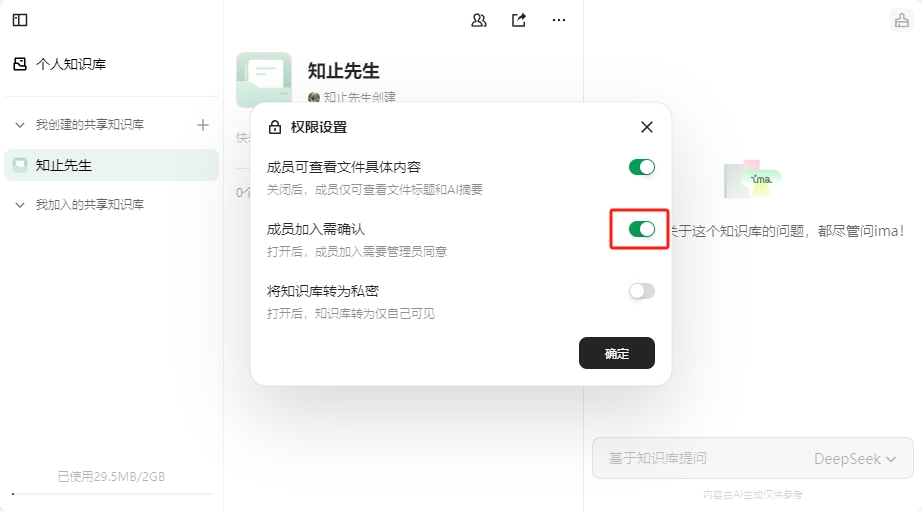 个人知识库
我创建的共享知识库
知止先生
我加入的共享知识库
已使用29.5MB/2GB
知止先生
知止先生创建
权限设置
成员可查看文件具体内容
关闭后，成员仅可查看文件标题和AI摘要
成员加入需确认
打开后，成员加入需要管理员同意
将知识库转为私密
打开后，知识库转为仅自己可见
确定
ima.
关于这个知识库的问题，都尽管问ima！
基于知识库提问
DeepSeek
内容由AI生成仅供参考